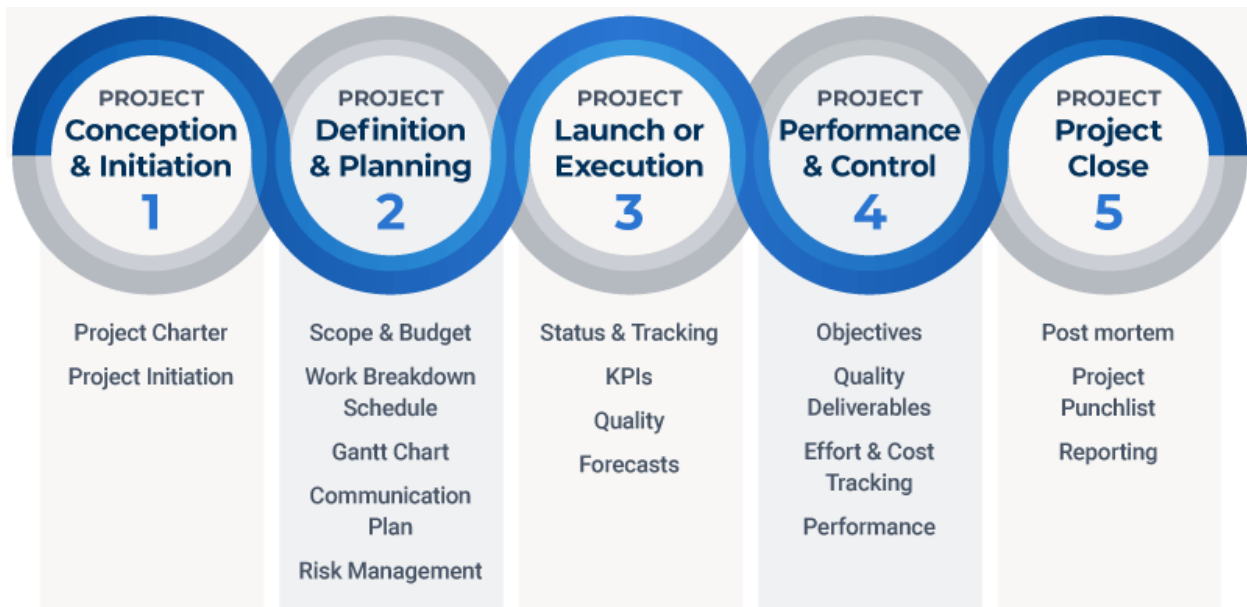 PROJECT
Conception
& Initiation
1
Project Charter
Project Initiation
PROJECT
Definition
& Planning
2
Scope & Budget
Work Breakdown
Schedule
Gantt Chart
Communication
Plan
Risk Management
PROJECT
Launch or
Execution
3
Status & Tracking
KPIs
Quality
Forecasts
PROJECT
Performance
& Control
4
Objectives
Quality
Deliverables
Effort & Cost
Tracking
Performance
PROJECT
Project
Close
5
Post mortem
Project
Punchlist
Reporting